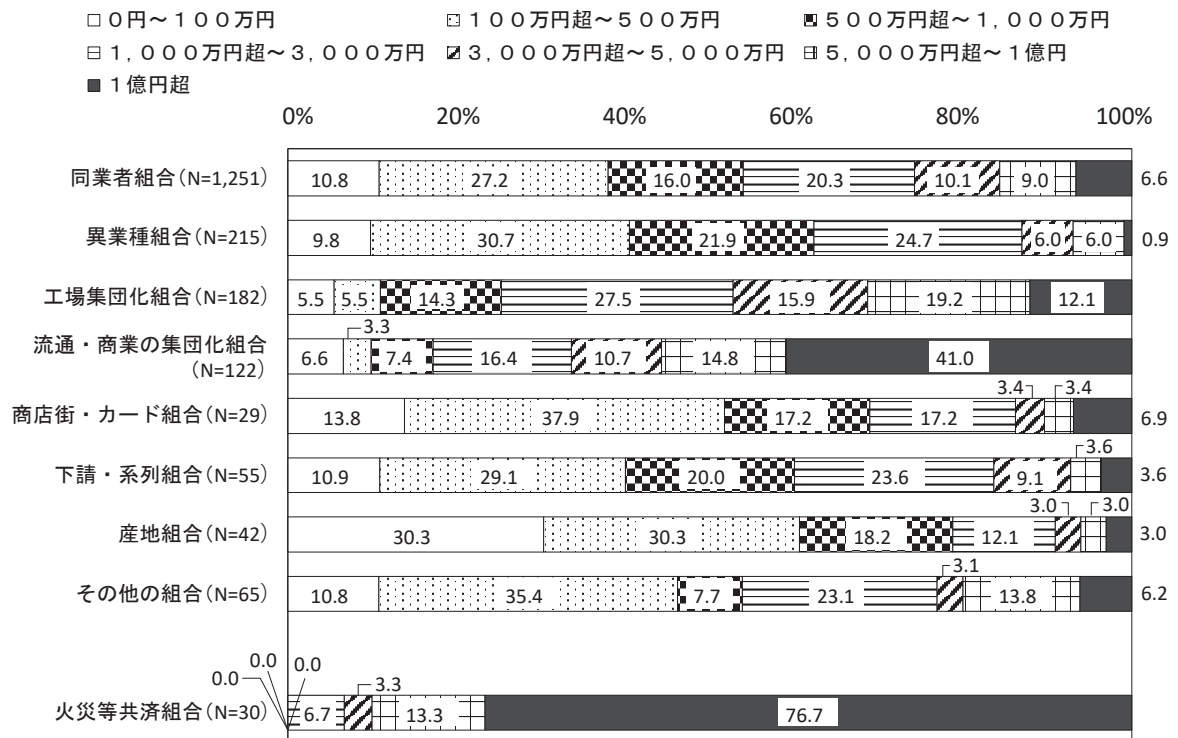 □０円～１００万円 １００万円超～５００万円 ５００万円超～１,０００万円
１,０００万円超～３,０００万円 ３,０００万円超～５,０００万円 ５,０００万円超～１億円
■１億円超
0% 20% 40% 60% 80% 100%
同業者組合(N=1,251) 10.8 27.2 16.0 20.3 10.1 9.0 6.6
異業種組合(N=215) 9.8 30.7 21.9 24.7 6.0 6.0 0.9
工場集団化組合(N=182) 5.5 5.5 14.3 27.5 15.9 19.2 12.1
3.3
流通・商業の集団化組合
(N=122) 6.6 7.4 16.4 10.7 14.8 41.0
3.4 3.4
商店街・カード組合(N=29) 13.8 37.9 17.2 17.2 6.9
3.6
下請・系列組合(N=55) 10.9 29.1 20.0 23.6 9.1 3.6
3.0 3.0
産地組合(N=42) 30.3 30.3 18.2 12.1 3.0
3.1
その他の組合(N=65) 10.8 35.4 7.7 23.1 13.8 6.2
0.0 0.0 0.0
3.3
火災等共済組合(N=30) 6.7 13.3 76.7